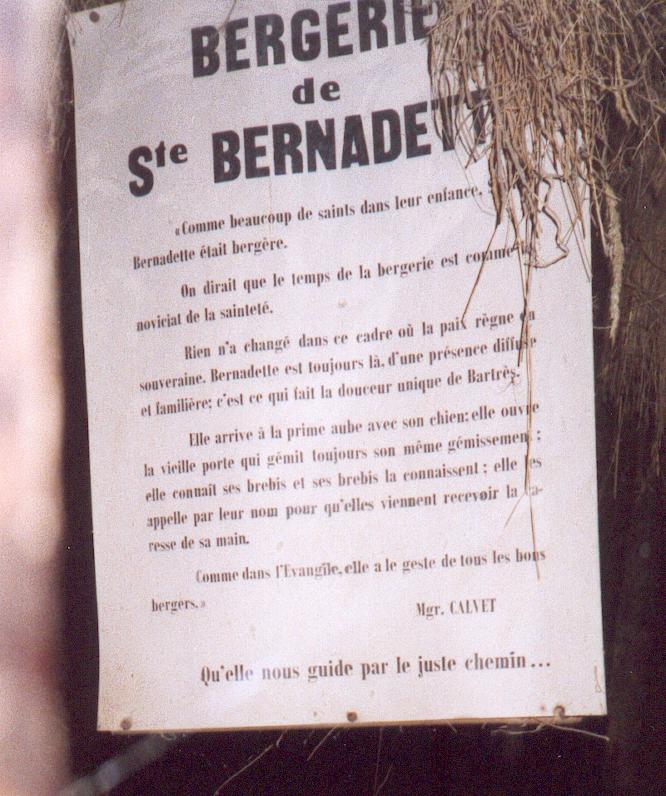 BERGERIE
de
Ste BERNADETT
«Comme beaucoup de saints dans leur enfance, S
Bernadette était bergère.
On dirait que le temps de la bergerie est comme
noviciat de la sainteté.
Rien n'a changé dans ce cadre où la paix règne en
souveraine. Bernadette est toujours là, d'une présence diffuse
et familière; c'est ce qui fait la douceur unique de Bartrès.
Elle arrive à la prime aube avec son chien; elle ouvre
la vieille porte qui gémit toujours son même gémissement ;
elle connaît ses brebis et ses brebis la connaissent ; elle les
appelle par leur nom pour qu'elles viennent recevoir la ca-
resse de sa main.
Comme dans l'Evangile, elle a le geste de tous les bons
bergers.»
Mgr. CALVET
Qu'elle nous guide par le juste chemin...